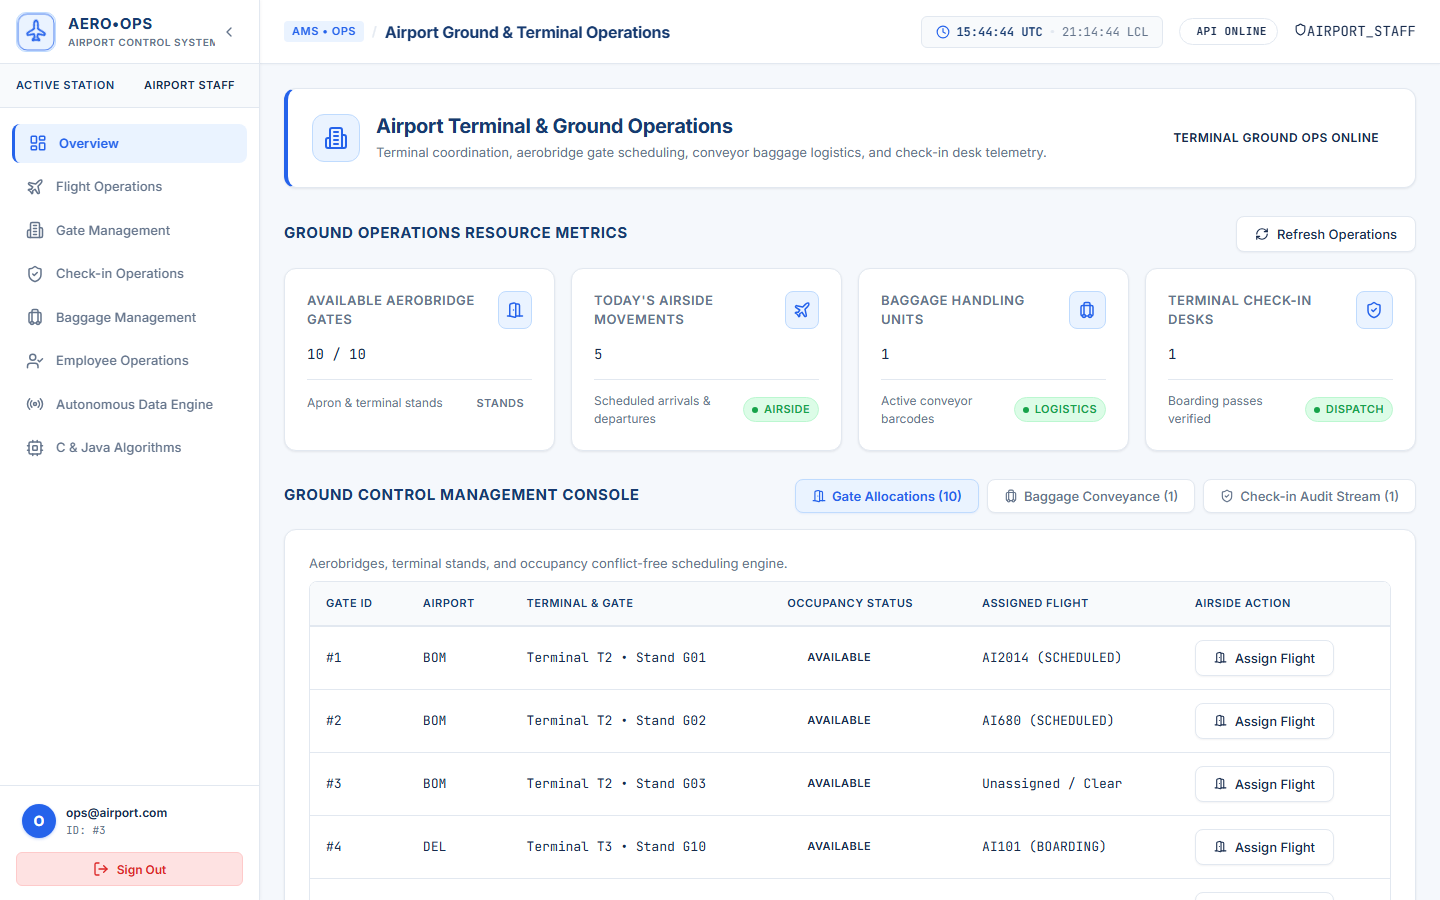 AERO•OPS
AIRPORT CONTROL SYSTEM
AMS • OPS / Airport Ground & Terminal Operations
15:44:44 UTC • 21:14:44 LCL
API ONLINE
AIRPORT_STAFF
ACTIVE STATION
AIRPORT STAFF
Overview
Flight Operations
Gate Management
Check-in Operations
Baggage Management
Employee Operations
Autonomous Data Engine
C & Java Algorithms
ops@airport.com
O
ID: #3
Sign Out
Airport Terminal & Ground Operations
Terminal coordination, aerobridge gate scheduling, conveyor baggage logistics, and check-in desk telemetry.
TERMINAL GROUND OPS ONLINE
GROUND OPERATIONS RESOURCE METRICS
Refresh Operations
AVAILABLE AEROBRIDGE
GATES
10 / 10
Apron & terminal stands
STANDS
TODAY'S AIRSIDE
MOVEMENTS
5
Scheduled arrivals &
departures
AIRSIDE
BAGGAGE HANDLING
UNITS
1
Active conveyor
barcodes
LOGISTICS
TERMINAL CHECK-IN
DESKS
1
Boarding passes
verified
DISPATCH
GROUND CONTROL MANAGEMENT CONSOLE
Gate Allocations (10)
Baggage Conveyance (1)
Check-in Audit Stream (1)
Aerobridges, terminal stands, and occupancy conflict-free scheduling engine.
GATE ID AIRPORT TERMINAL & GATE OCCUPANCY STATUS ASSIGNED FLIGHT AIRSIDE ACTION
#1 BOM Terminal T2 • Stand G01 AVAILABLE AI2014 (SCHEDULED) Assign Flight
#2 BOM Terminal T2 • Stand G02 AVAILABLE AI680 (SCHEDULED) Assign Flight
#3 BOM Terminal T2 • Stand G03 AVAILABLE Unassigned / Clear Assign Flight
#4 DEL Terminal T3 • Stand G10 AVAILABLE AI101 (BOARDING) Assign Flight